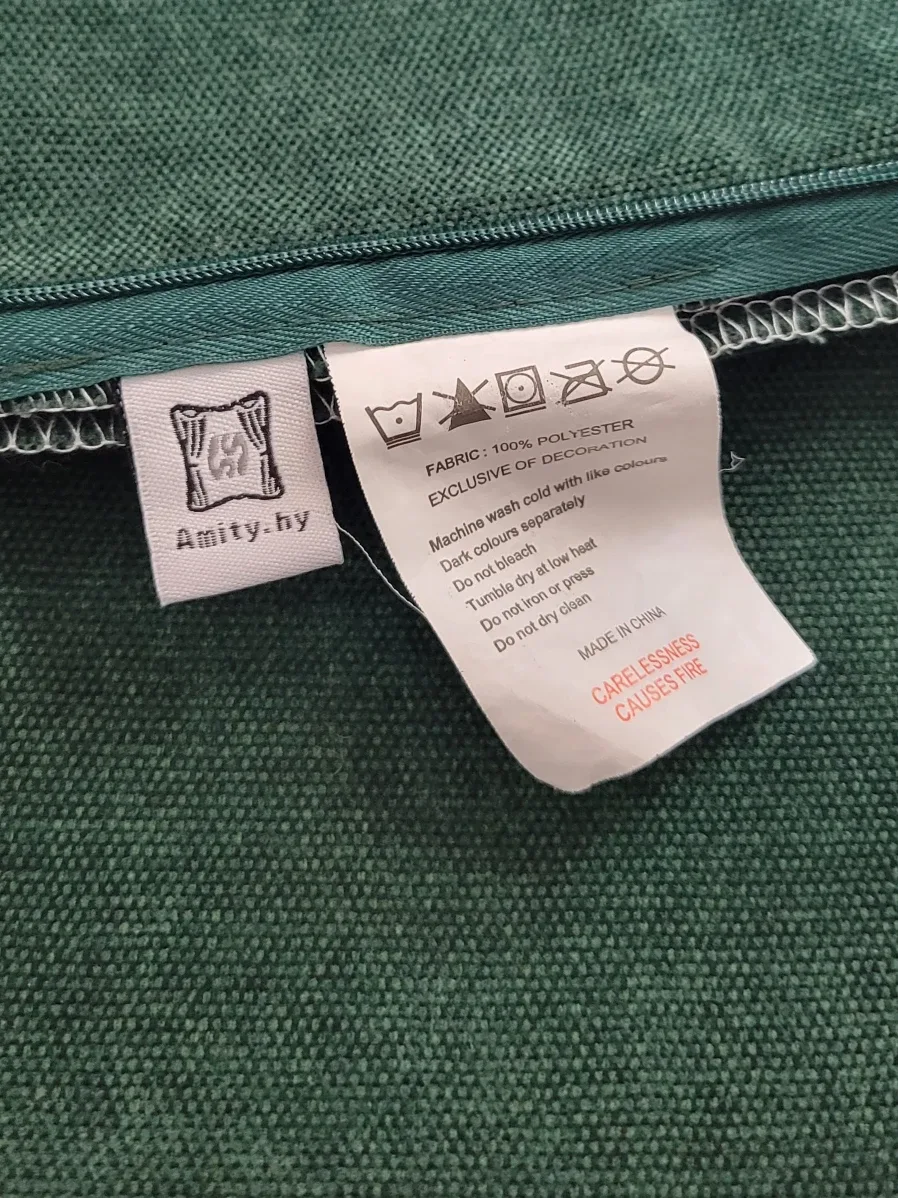 Amity.hy
FABRIC : 100% POLYESTER
EXCLUSIVE OF DECORATION
Machine wash cold with like colours
Dark colours separately
Do not bleach
Tumble dry at low heat
Do not iron or press
Do not dry clean
MADE IN CHINA
CARELESSNESS
CAUSES FIRE